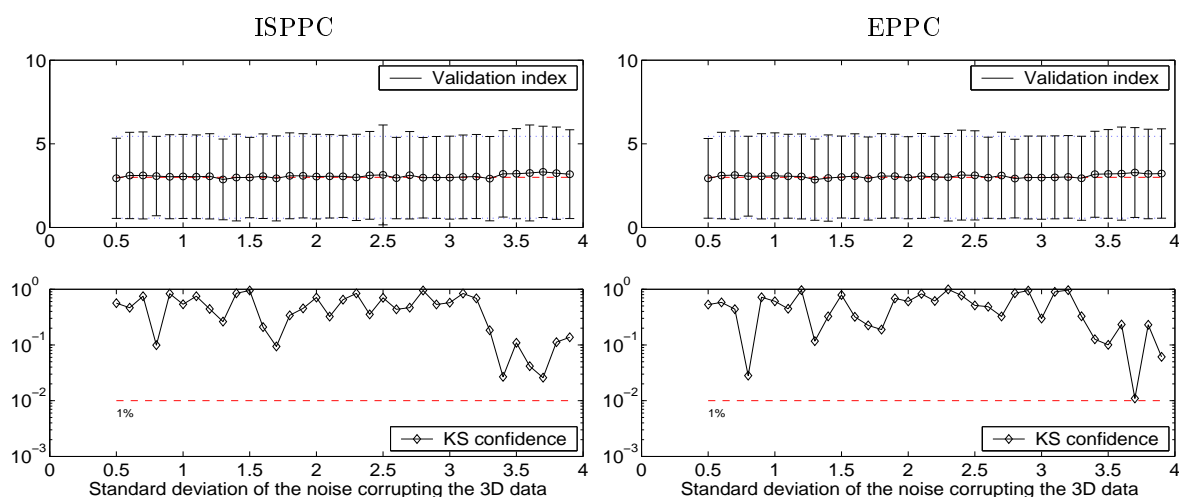 ISPPC
EPPC
10
5
0
Validation index
0 0.5 1 1.5 2 2.5 3 3.5 4
10
5
0
Validation index
0 0.5 1 1.5 2 2.5 3 3.5 4
10^0
10^-1
10^-2
10^-3
1%
KS confidence
0 0.5 1 1.5 2 2.5 3 3.5 4
Standard deviation of the noise corrupting the 3D data
10^0
10^-1
10^-2
10^-3
1%
KS confidence
0 0.5 1 1.5 2 2.5 3 3.5 4
Standard deviation of the noise corrupting the 3D data